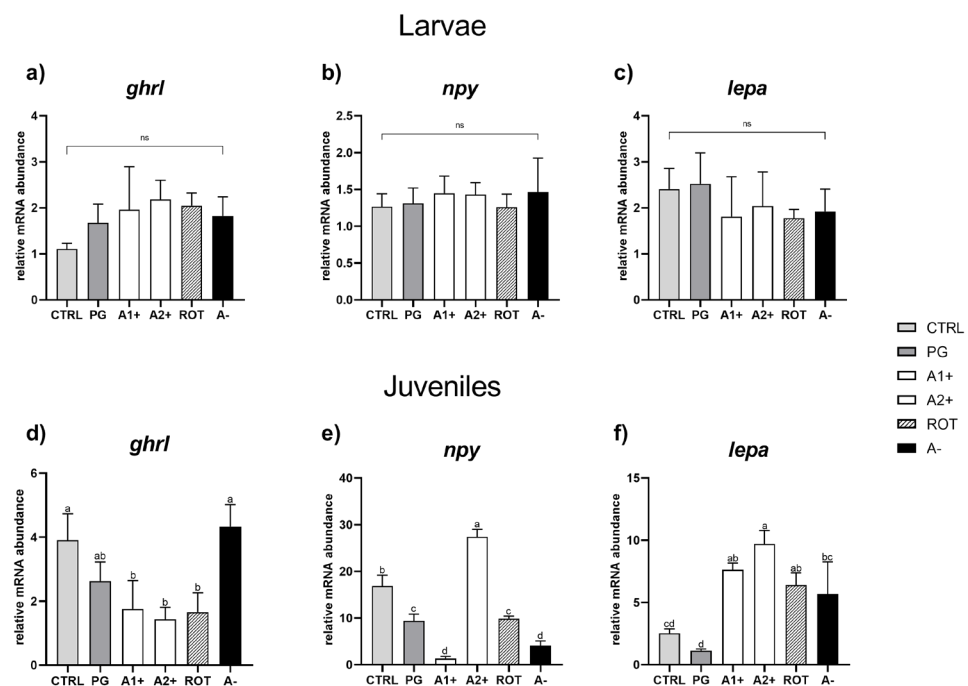 Larvae
a)
ghrl
relative mRNA abundance
4
3
2
1
0
ns
CTRL PG A1+ A2+ ROT A-
b)
npy
relative mRNA abundance
2.5
2.0
1.5
1.0
0.5
0.0
ns
CTRL PG A1+ A2+ ROT A-
c)
lepa
relative mRNA abundance
4
3
2
1
0
ns
CTRL PG A1+ A2+ ROT A-
CTRL
PG
A1+
A2+
ROT
A-
Juveniles
d)
ghrl
relative mRNA abundance
6
4
2
0
a ab b b b a
CTRL PG A1+ A2+ ROT A-
e)
npy
relative mRNA abundance
40
30
20
10
0
b c d a c d
CTRL PG A1+ A2+ ROT A-
f)
lepa
relative mRNA abundance
15
10
5
0
cd d ab a ab bc
CTRL PG A1+ A2+ ROT A-